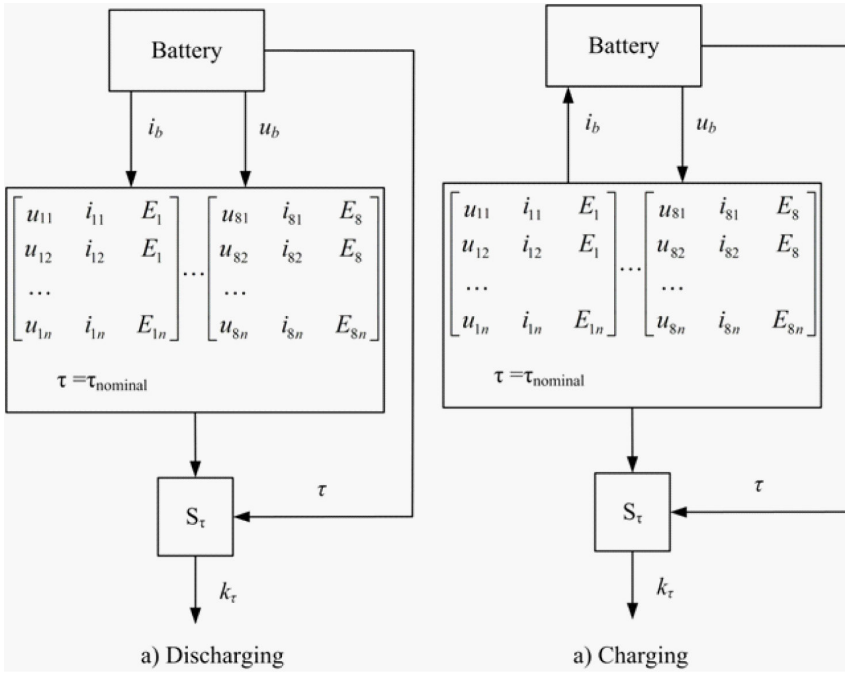 Battery
i_b u_b
u_11 i_11 E_1 u_81 i_81 E_8
u_12 i_12 E_1 ... u_82 i_82 E_8
... ...
u_1n i_1n E_1n u_8n i_8n E_8n
τ =τ_nominal
τ
S_τ
k_τ
a) Discharging
Battery
i_b u_b
u_11 i_11 E_1 u_81 i_81 E_8
u_12 i_12 E_1 ... u_82 i_82 E_8
... ...
u_1n i_1n E_1n u_8n i_8n E_8n
τ =τ_nominal
τ
S_τ
k_τ
a) Charging